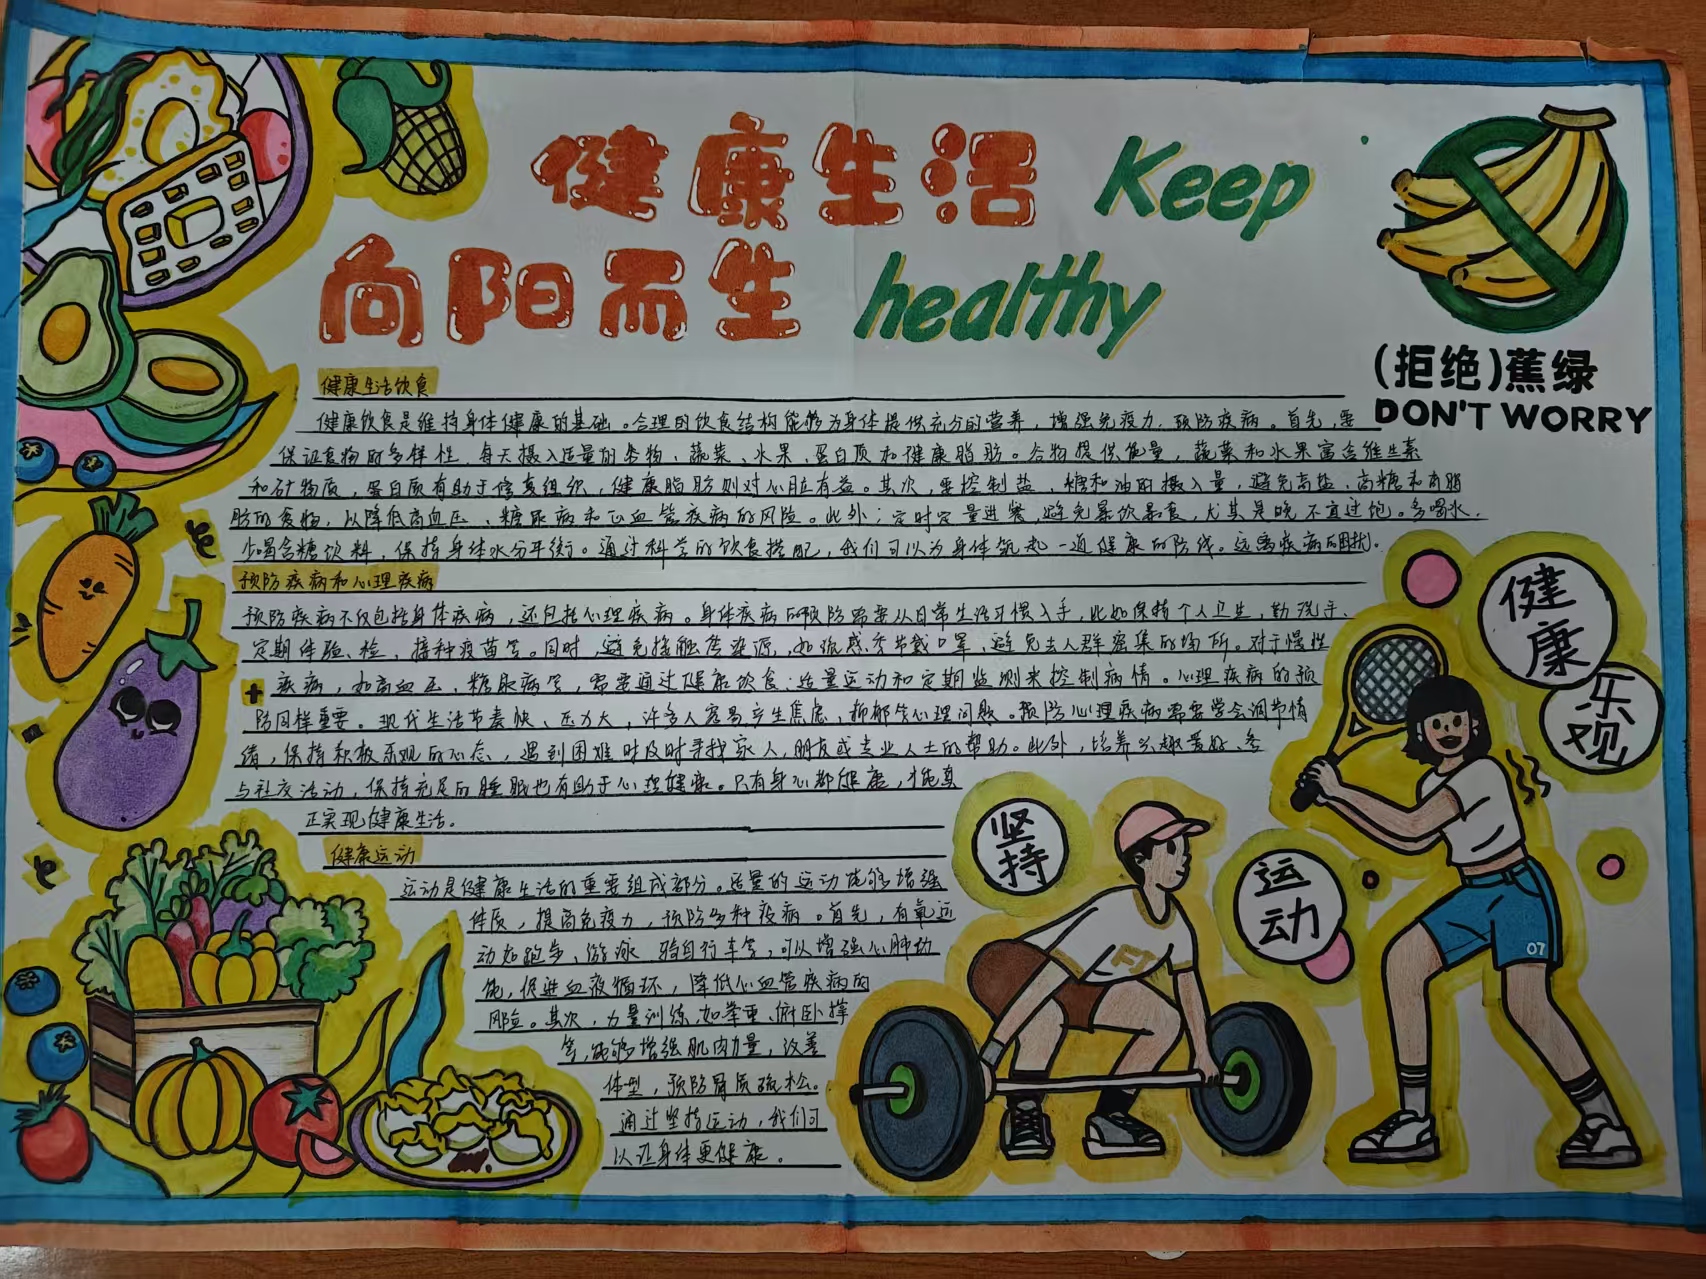 健康生活 Keep
向阳而生 healthy
(拒绝)蕉绿
DON'T WORRY
健康生活饮食
健康饮食是维持身体健康的基础。合理的饮食结构能够为身体提供充分的营养，增强免疫力，预防疾病。首先，要
保证食物的多样性，每天摄入适量的谷物、蔬菜、水果、蛋白质和健康脂肪。谷物提供能量，蔬菜和水果富含维生素
和矿物质，蛋白质有助于修复组织，健康脂肪则对心脏有益。其次，要控制盐、糖和油的摄入量，避免高盐、高糖和高脂
肪的食物，以降低高血压、糖尿病和心血管疾病的风险。此外；定时定量进餐，避免暴饮暴食，尤其是晚不宜过饱。多喝水，
少喝含糖饮料，保持身体水分平衡。通过科学的饮食搭配，我们可以为身体筑起一道健康的防线。远离疾病的困扰。
预防疾病和心理疾病
预防疾病不仅包括身体疾病，还包括心理疾病。身体疾病的预防需要从日常生活习惯入手，比如保持个人卫生，勤洗手、
定期体验、检，接种疫苗等。同时，避免接触传染源，如流感季节戴口罩、避免去人群密集的场所。对于慢性
疾病，如高血压、糖尿病等，需要通过健康饮食、适量运动和定期监测来控制病情。心理疾病的预
防同样重要。现代生活节奏快、压力大，许多人容易产生焦虑，抑郁等心理问题。预防心理疾病需要学会调节情
绪，保持积极乐观的心态，遇到困难时及时寻找家人，朋友或专业人士的帮助。此外，培养兴趣爱好、参
与社交活动，保持充足的睡眠也有助于心理健康。只有身心都健康，才能真
正实现健康生活。
健康运动
运动是健康生活的重要组成部分。适量的运动能够增强
体质，提高免疫力，预防多种疫病。首先，有氧运
动如跑步、游泳、骑自行车等，可以增强心肺功
能，促进血液循环，降低心血管疾病的
风险。其次，力量训练，如举重、俯卧撑
等，能够增强肌肉力量，改善
体型，预防骨质疏松。
通过坚持运动，我们可
以让身体更健康。
健康
乐观
坚持
运动
FT
07